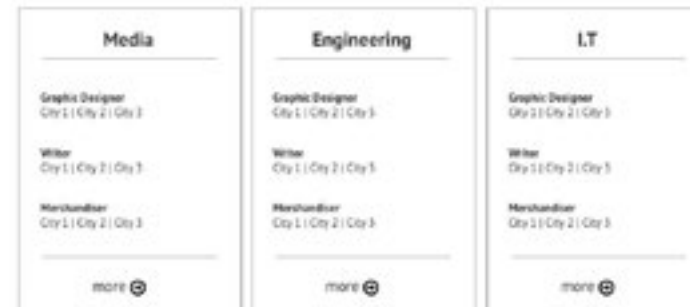 Media
Graphic Designer
City 1 | City 2 | City 3
Writer
City 1 | City 2 | City 3
Merchandiser
City 1 | City 2 | City 3
more
Engineering
Graphic Designer
City 1 | City 2 | City 3
Writer
City 1 | City 2 | City 3
Merchandiser
City 1 | City 2 | City 3
more
I.T
Graphic Designer
City 1 | City 2 | City 3
Writer
City 1 | City 2 | City 3
Merchandiser
City 1 | City 2 | City 3
more